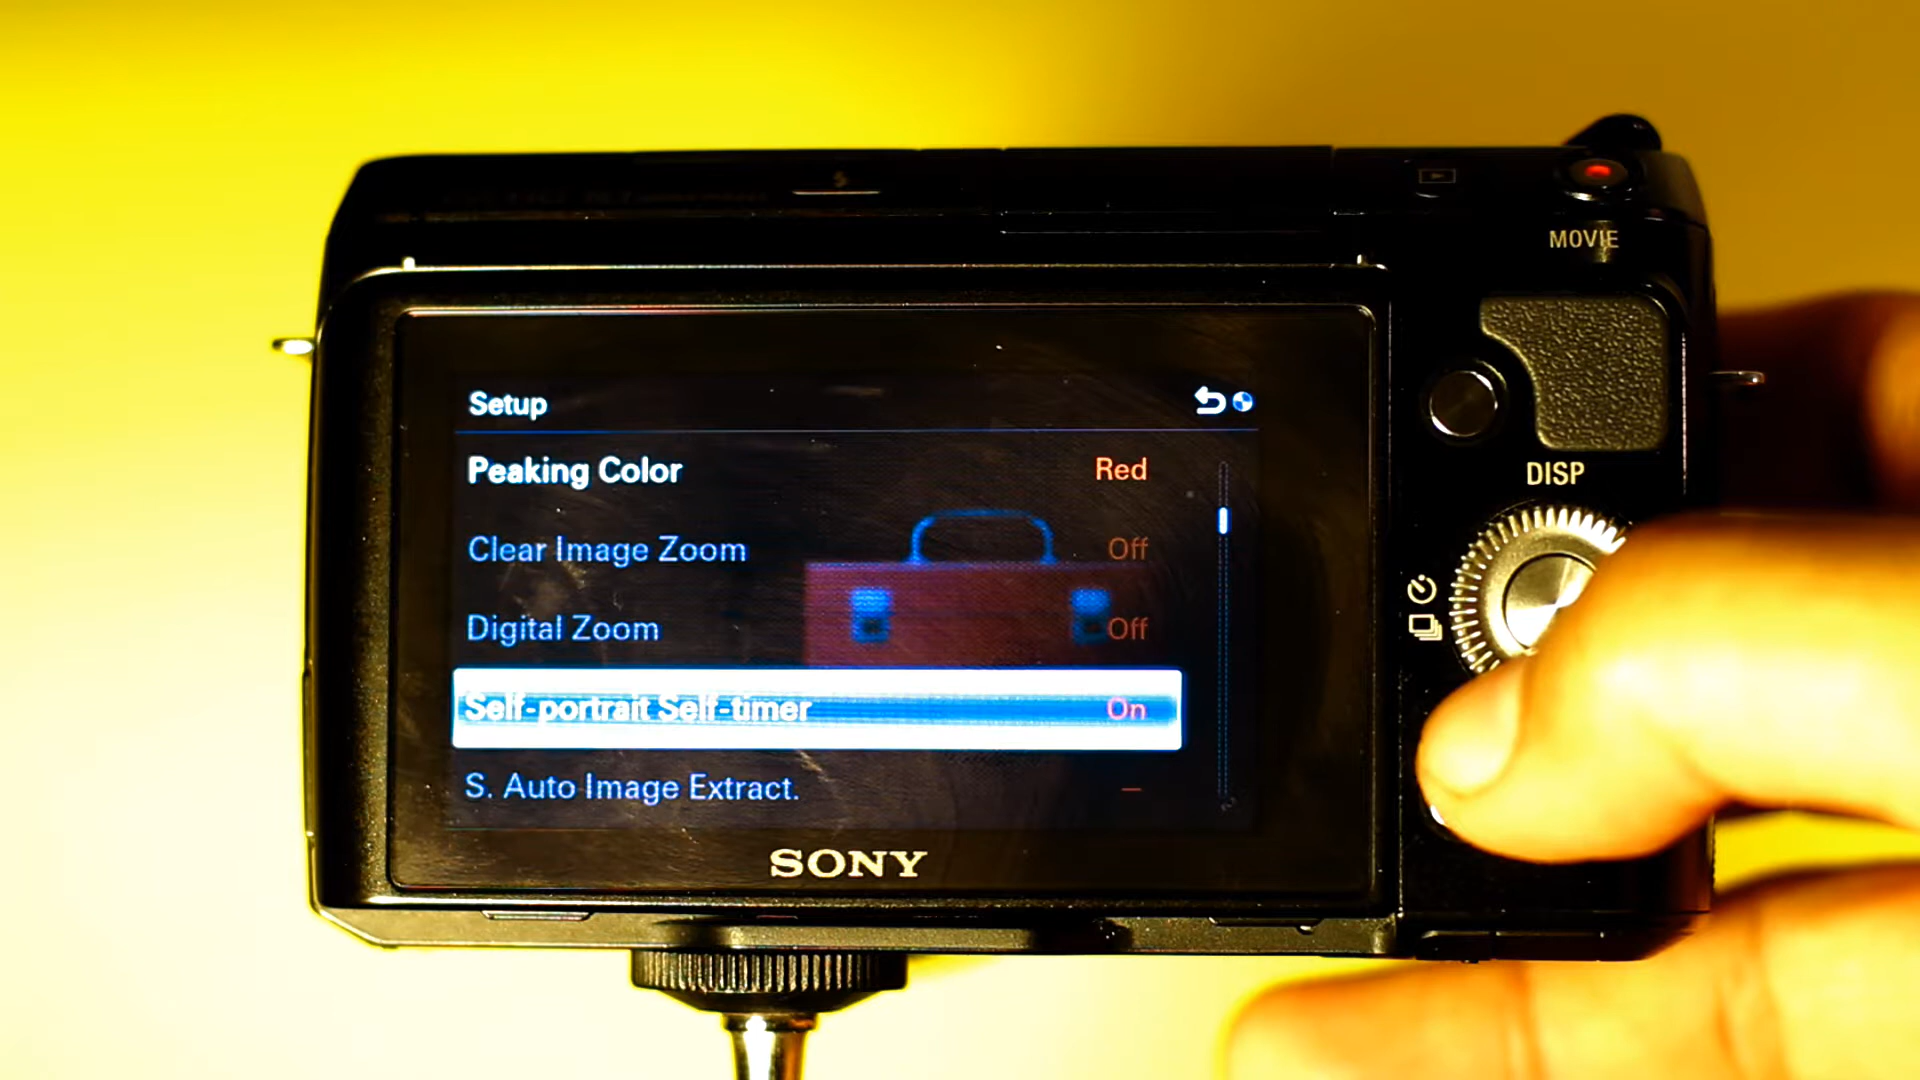 MOVIE
Setup
Peaking Color Red
DISP
Clear Image Zoom Off
Digital Zoom Off
Self-portrait Self-timer On
S. Auto Image Extract. –
SONY